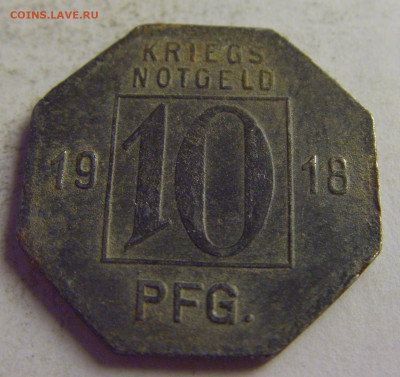 COINS.LAVE.RU
KRIEGS
NOTGELD
19 10 18
PFG.